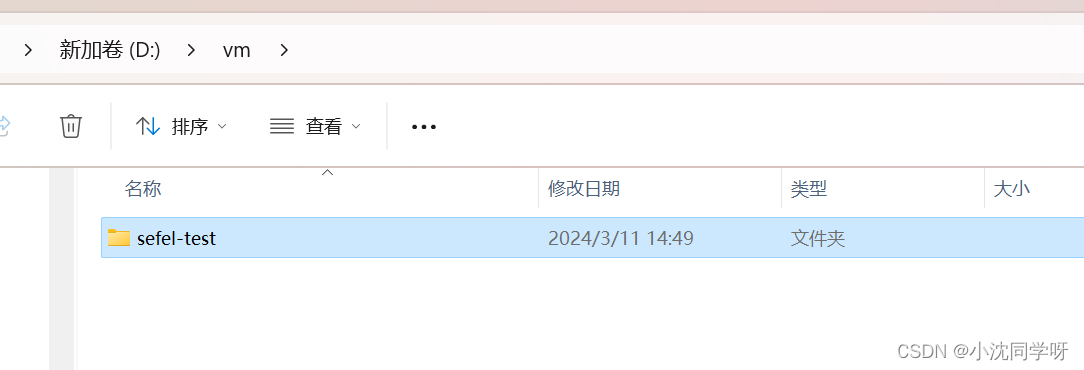 新加卷 (D:) vm
排序 查看
名称 修改日期 类型 大小
sefel-test 2024/3/11 14:49 文件夹
CSDN @小沈同学呀